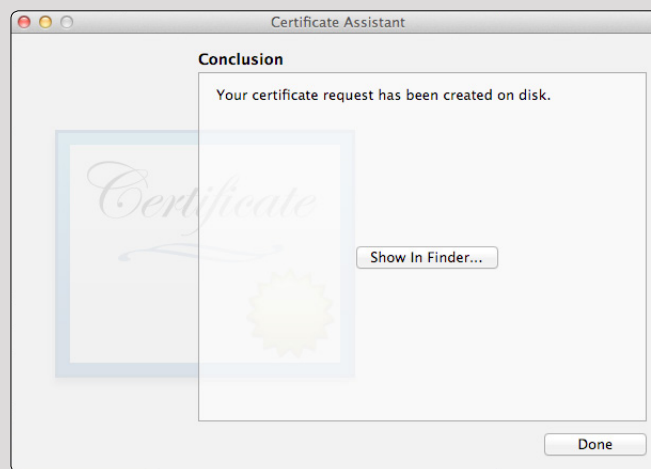 Certificate Assistant
Conclusion
Your certificate request has been created on disk.
Certificate
Show In Finder...
Done